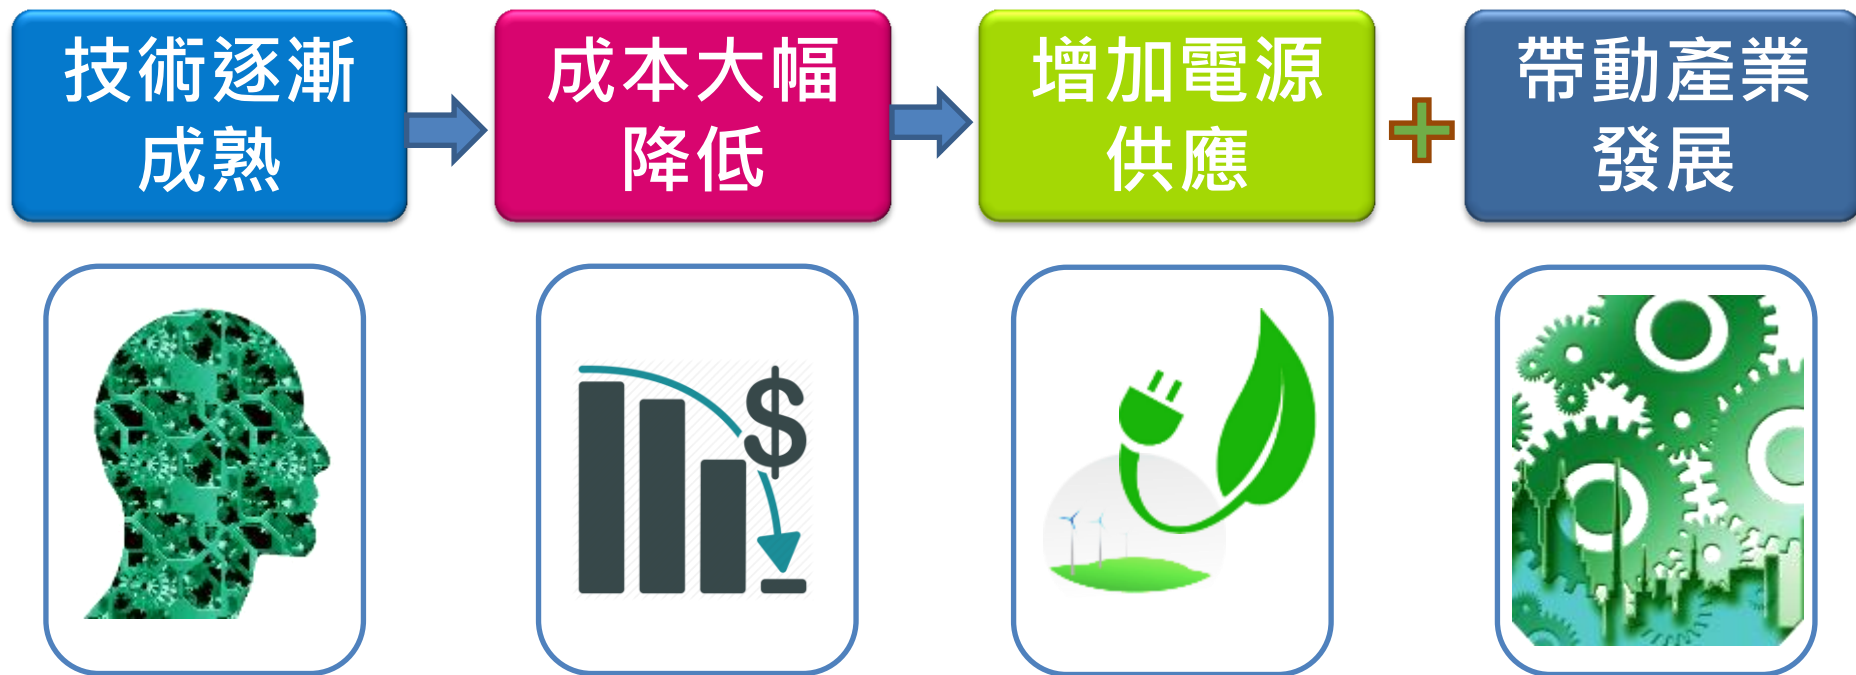 技術逐漸
成熟
成本大幅
降低
增加電源
供應
帶動產業
發展
$